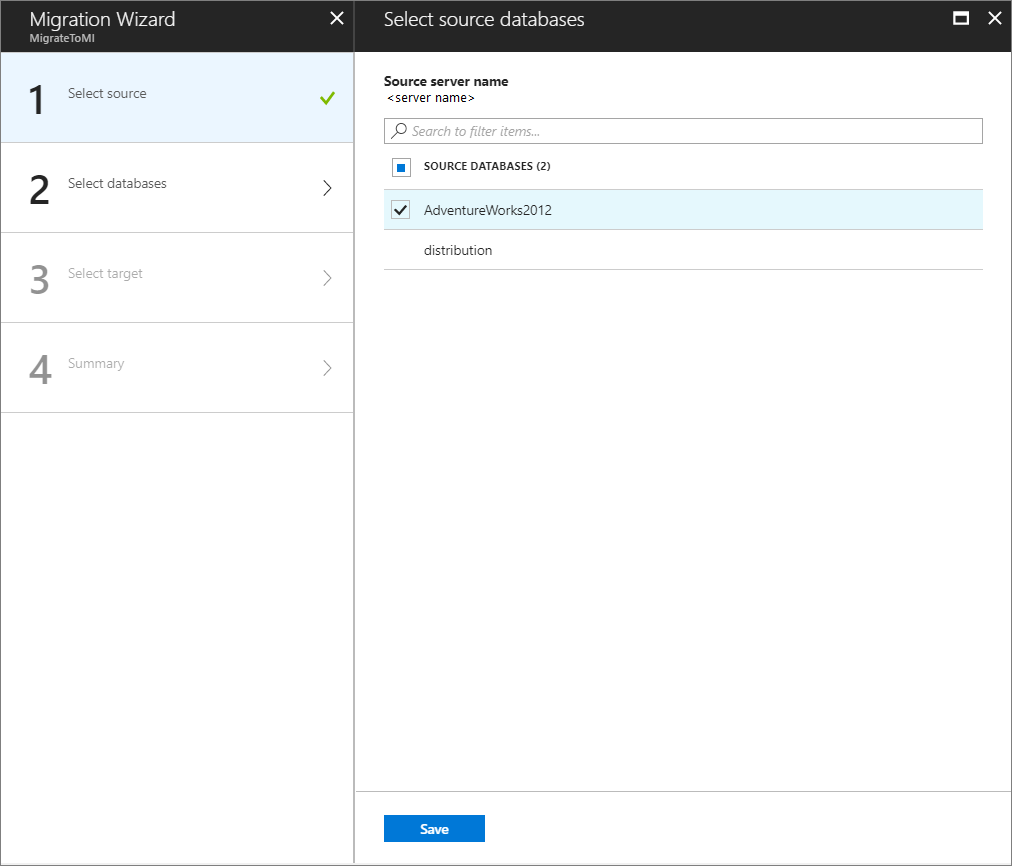 Migration Wizard
MigrateToMI
1
Select source
2
Select databases
3
Select target
4
Summary
Select source databases
Source server name
<server name>
Search to filter items...
SOURCE DATABASES (2)
AdventureWorks2012
distribution
Save